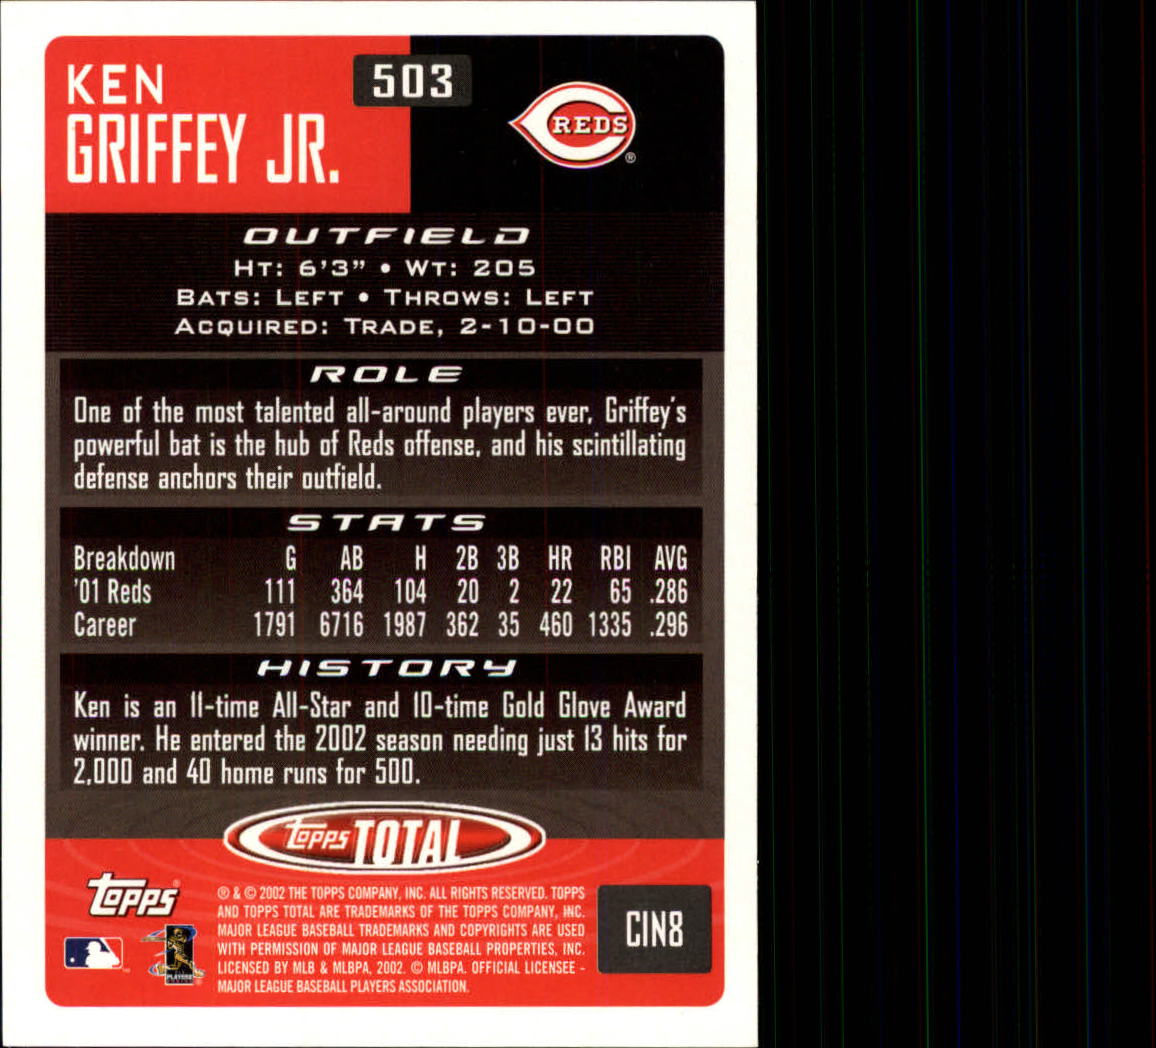 KEN
GRIFFEY JR.
503
REDS
®
OUTFIELD
HT: 6'3" • WT: 205
BATS: LEFT • THROWS: LEFT
ACQUIRED: TRADE, 2-10-00
ROLE
One of the most talented all-around players ever, Griffey's
powerful bat is the hub of Reds offense, and his scintillating
defense anchors their outfield.
STATS
Breakdown G AB H 2B 3B HR RBI AVG
'01 Reds 111 364 104 20 2 22 65 .286
Career 1791 6716 1987 362 35 460 1335 .296
HISTORY
Ken is an 11-time All-Star and 10-time Gold Glove Award
winner. He entered the 2002 season needing just 13 hits for
2,000 and 40 home runs for 500.
topps TOTAL
topps®
® & © 2002 THE TOPPS COMPANY, INC. ALL RIGHTS RESERVED. TOPPS
AND TOPPS TOTAL ARE TRADEMARKS OF THE TOPPS COMPANY, INC.
MAJOR LEAGUE BASEBALL TRADEMARKS AND COPYRIGHTS ARE USED
WITH PERMISSION OF MAJOR LEAGUE BASEBALL PROPERTIES, INC.
LICENSED BY MLB & MLBPA, 2002. © MLBPA. OFFICIAL LICENSEE -
MAJOR LEAGUE BASEBALL PLAYERS ASSOCIATION.
CIN8
PLAYERS